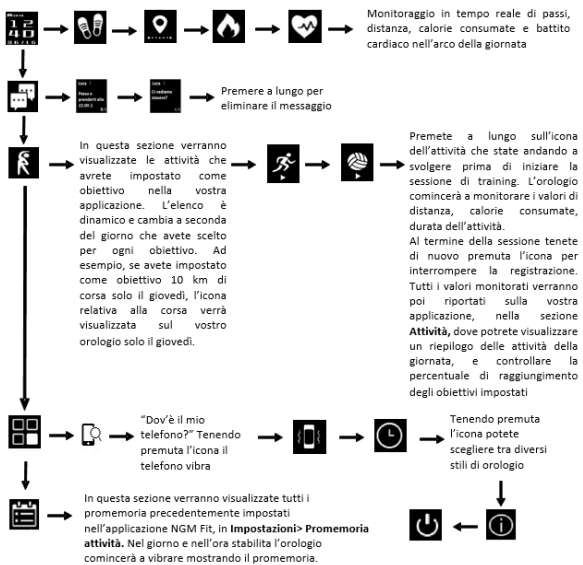 12
40
06/16
Monitoraggio in tempo reale di passi,
distanza, calorie consumate e battito
cardiaco nell'arco della giornata
Luca
Passo a
prenderti alle
Luca
Ci vediamo
stasera?
Premere a lungo per
eliminare il messaggio
In questa sezione verranno
visualizzate le attività che
avrete impostato come
obiettivo nella vostra
applicazione. L'elenco è
dinamico e cambia a seconda
del giorno che avete scelto
per ogni obiettivo. Ad
esempio, se avete impostato
come obiettivo 10 km di
corsa solo il giovedì, l'icona
relativa alla corsa verrà
visualizzata sul vostro
orologio solo il giovedì.
Premete a lungo sull'icona
dell'attività che state andando a
svolgere prima di iniziare la
sessione di training. L'orologio
comincerà a monitorare i valori di
distanza, calorie consumate,
durata dell'attività.
Al termine della sessione tenete
di nuovo premuta l'icona per
interrompere la registrazione.
Tutti i valori monitorati verranno
poi riportati sulla vostra
applicazione, nella sezione
Attività, dove potrete visualizzare
un riepilogo delle attività della
giornata, e controllare la
percentuale di raggiungimento
degli obiettivi impostati
"Dov'è il mio
telefono?" Tenendo
premuta l'icona il
telefono vibra
Tenendo premuta
l'icona potete
scegliere tra diversi
stili di orologio
In questa sezione verranno visualizzate tutti i
promemoria precedentemente impostati
nell'applicazione NGM Fit, in Impostazioni> Promemoria
attività. Nel giorno e nell'ora stabilita l'orologio
comincerà a vibrare mostrando il promemoria.